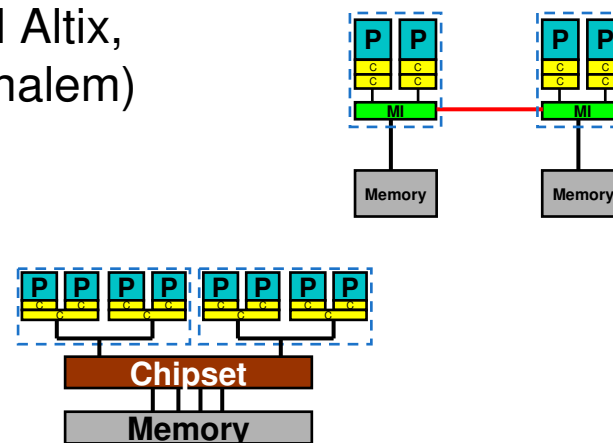 l Altix,
halem)
P P P P
C C C C
C C C C
MI MI
Memory Memory
P P P P P P P P
C C C C C C C C
C C C C
Chipset
Memory